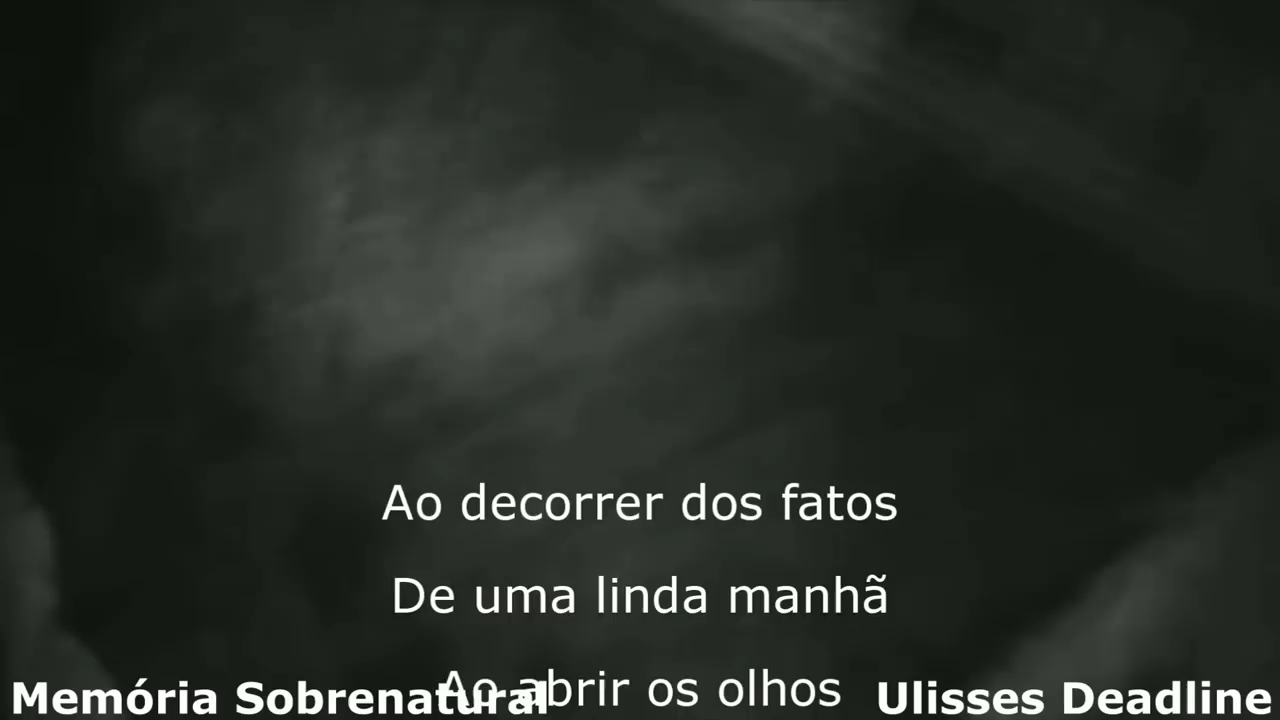 Ao decorrer dos fatos
De uma linda manhã
Ao abrir os olhos
Memória Sobrenatural
Ulisses Deadline